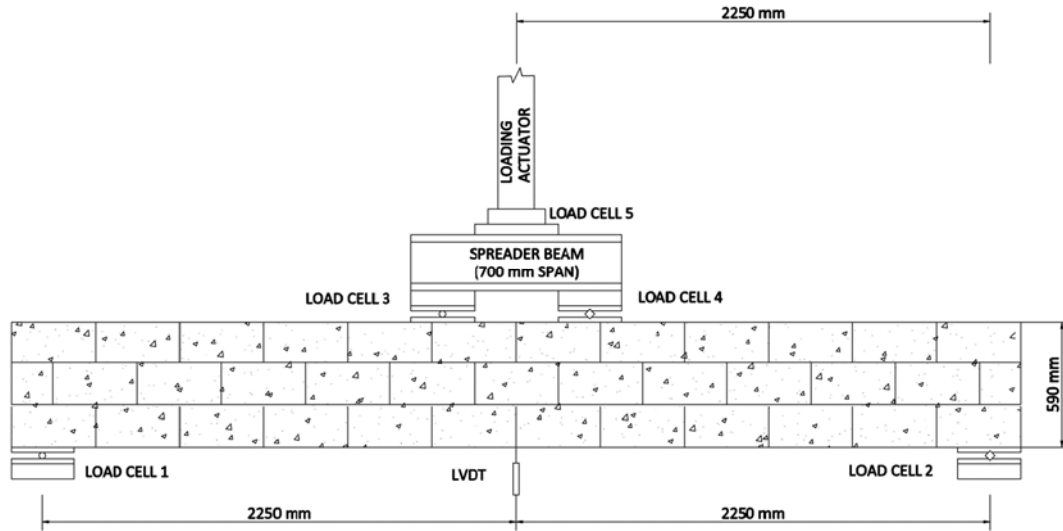 2250 mm
LOADING
ACTUATOR
LOAD CELL 5
SPREADER BEAM
(700 mm SPAN)
LOAD CELL 3
LOAD CELL 4
590 mm
LOAD CELL 1
LVDT
LOAD CELL 2
2250 mm
2250 mm